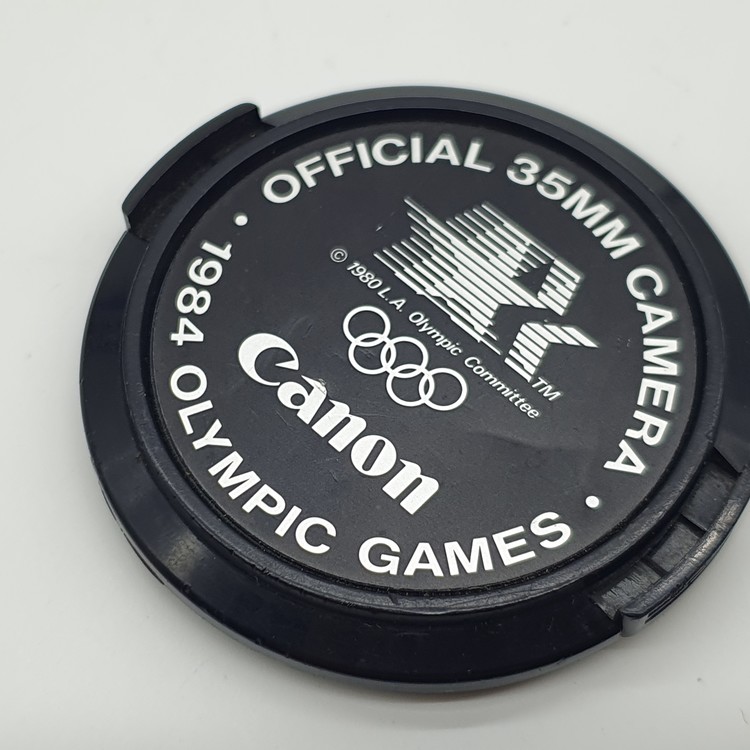 OFFICIAL 35MM CAMERA
TM
© 1980 L.A. Olympic Committee
Canon
• 1984 OLYMPIC GAMES •